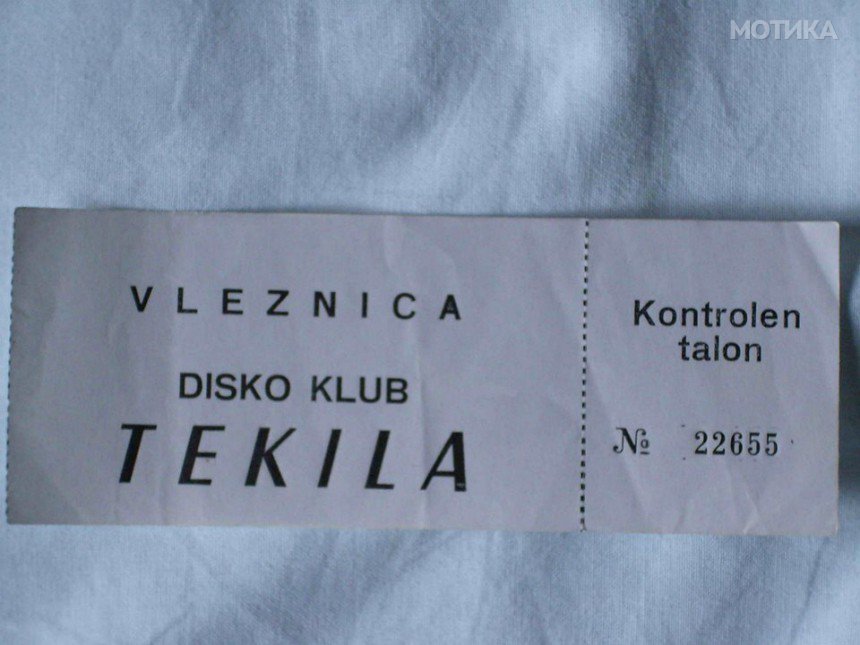 МОТИКА
VLEZNICA
DISKO KLUB
TEKILA
Kontrolen
talon
№ 22655